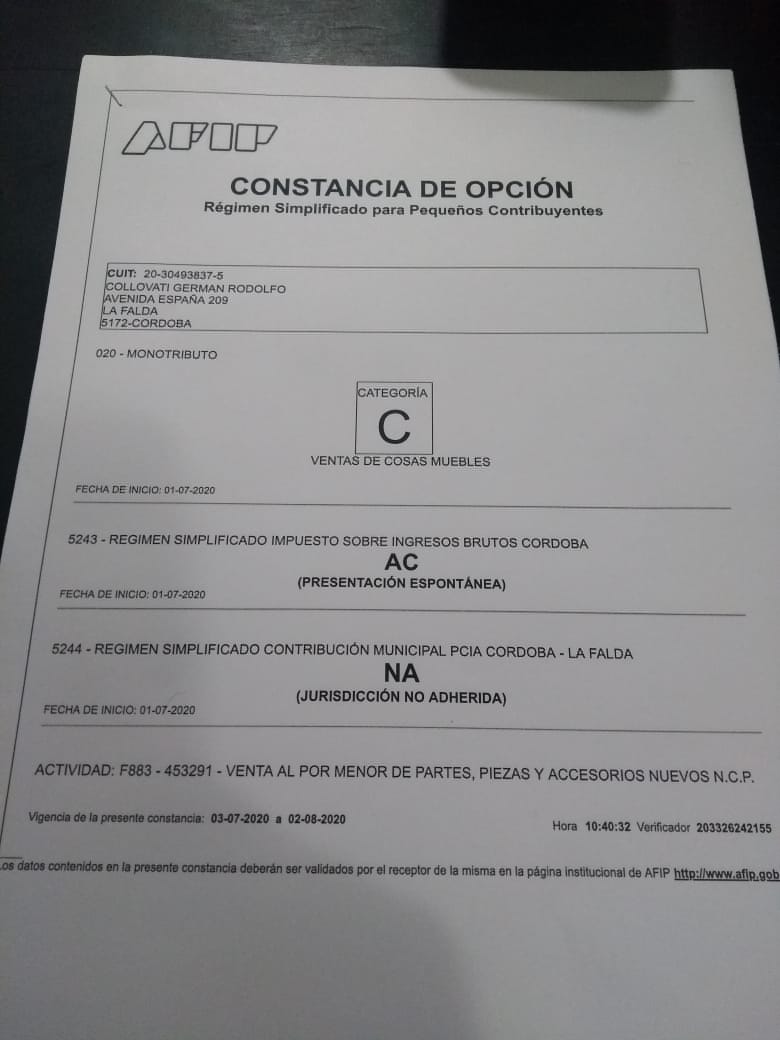 AFIP
CONSTANCIA DE OPCIÓN
Régimen Simplificado para Pequeños Contribuyentes
CUIT: 20-30493837-5
COLLOVATI GERMAN RODOLFO
AVENIDA ESPAÑA 209
LA FALDA
5172-CORDOBA
020 - MONOTRIBUTO
CATEGORÍA
C
VENTAS DE COSAS MUEBLES
FECHA DE INICIO: 01-07-2020
5243 - REGIMEN SIMPLIFICADO IMPUESTO SOBRE INGRESOS BRUTOS CORDOBA
AC
(PRESENTACIÓN ESPONTÁNEA)
FECHA DE INICIO: 01-07-2020
5244 - REGIMEN SIMPLIFICADO CONTRIBUCIÓN MUNICIPAL PCIA CORDOBA - LA FALDA
NA
(JURISDICCIÓN NO ADHERIDA)
FECHA DE INICIO: 01-07-2020
ACTIVIDAD: F883 - 453291 - VENTA AL POR MENOR DE PARTES, PIEZAS Y ACCESORIOS NUEVOS N.C.P.
Vigencia de la presente constancia: 03-07-2020 a 02-08-2020
Hora 10:40:32 Verificador 203326242155
Los datos contenidos en la presente constancia deberán ser validados por el receptor de la misma en la página institucional de AFIP http://www.afip.gob